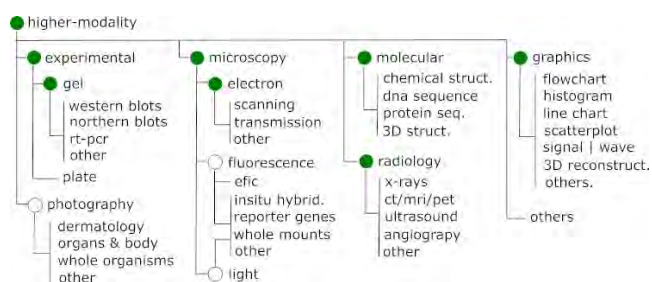 higher-modality
experimental
gel
western blots
northern blots
rt-pcr
other
plate
photography
dermatology
organs & body
whole organisms
other
microscopy
electron
scanning
transmission
other
fluorescence
efic
insitu hybrid.
reporter genes
whole mounts
other
light
molecular
chemical struct.
dna sequence
protein seq.
3D struct.
radiology
x-rays
ct/mri/pet
ultrasound
angiograpy
other
graphics
flowchart
histogram
line chart
scatterplot
signal | wave
3D reconstruct.
others.
others